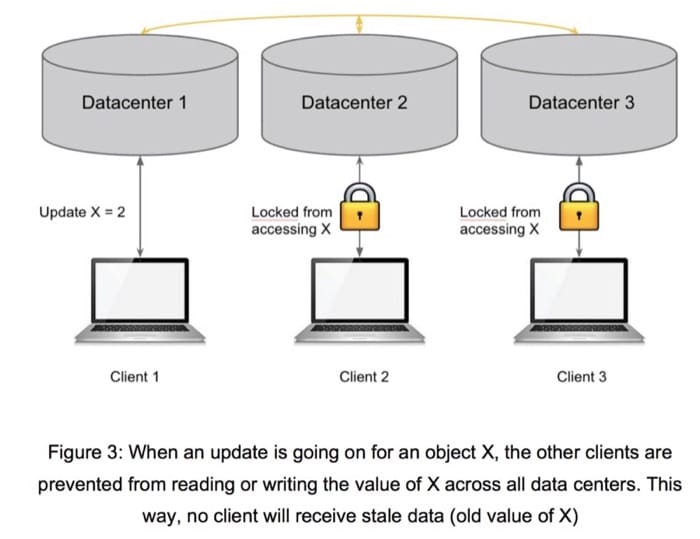 Datacenter 1
Datacenter 2
Datacenter 3
Update X = 2
Locked from
accessing X
Locked from
accessing X
Client 1
Client 2
Client 3
Figure 3: When an update is going on for an object X, the other clients are
prevented from reading or writing the value of X across all data centers. This
way, no client will receive stale data (old value of X)